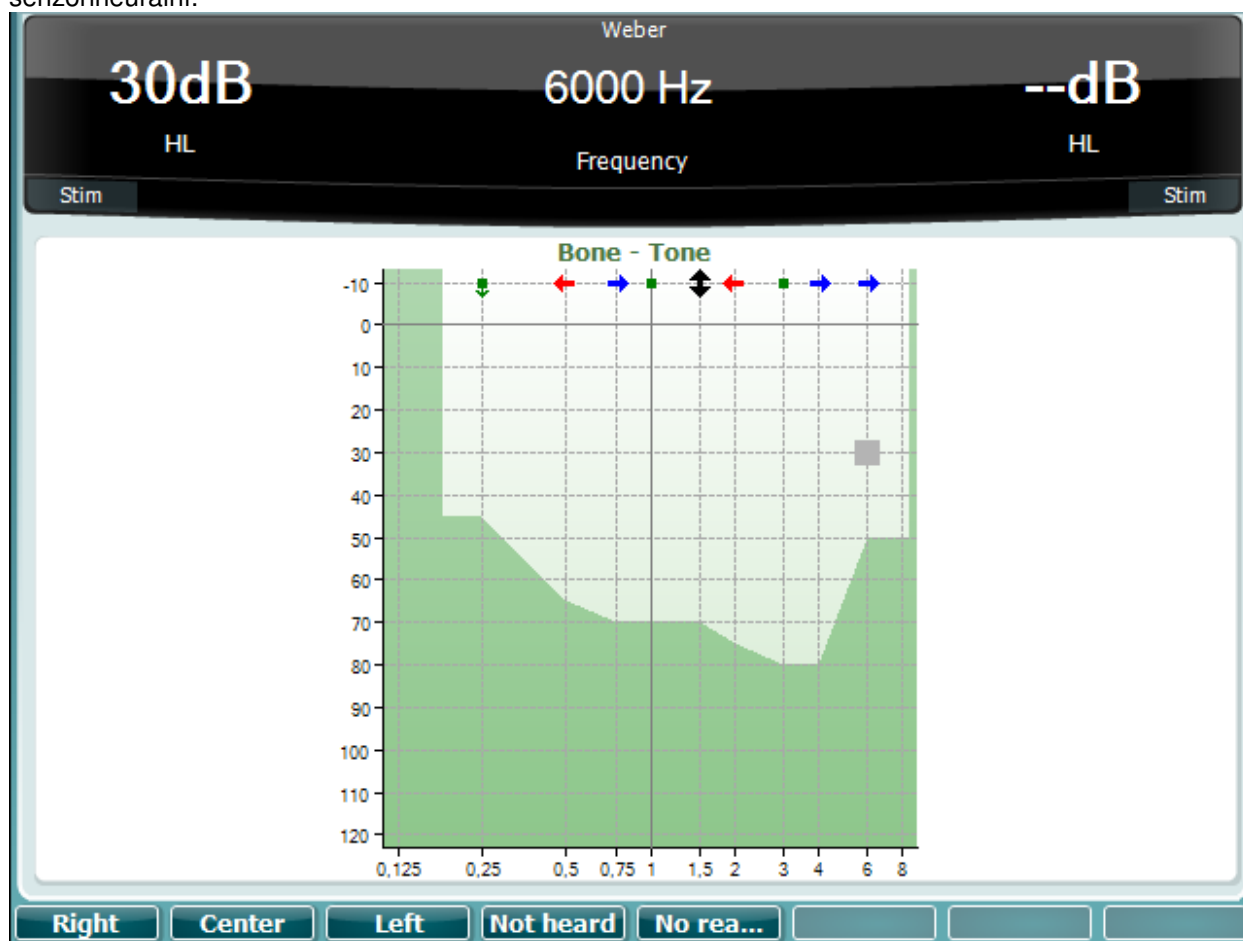 senzorineurální.
Weber
30dB 6000 Hz --dB
HL HL
Frequency
Stim Stim
Bone - Tone
-10
0
10
20
30
40
50
60
70
80
90
100
110
120
0,125 0,25 0,5 0,75 1 1,5 2 3 4 6 8
Right Center Left Not heard No rea...